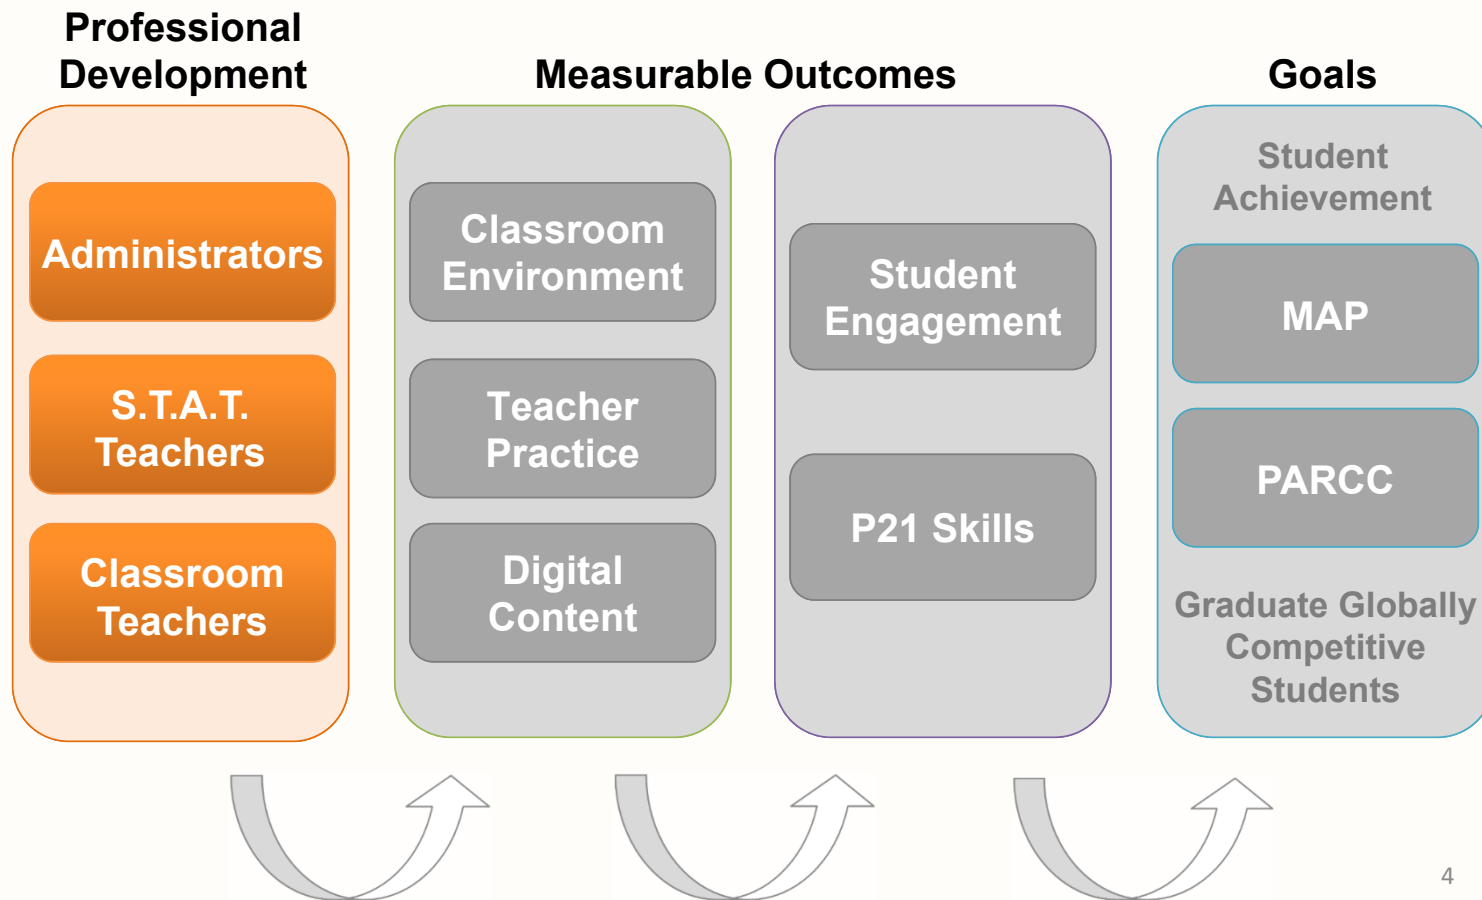 Professional
Development
Measurable Outcomes
Goals
Administrators
S.T.A.T.
Teachers
Classroom
Teachers
Classroom
Environment
Teacher
Practice
Digital
Content
Student
Engagement
P21 Skills
Student
Achievement
MAP
PARCC
Graduate Globally
Competitive
Students
4